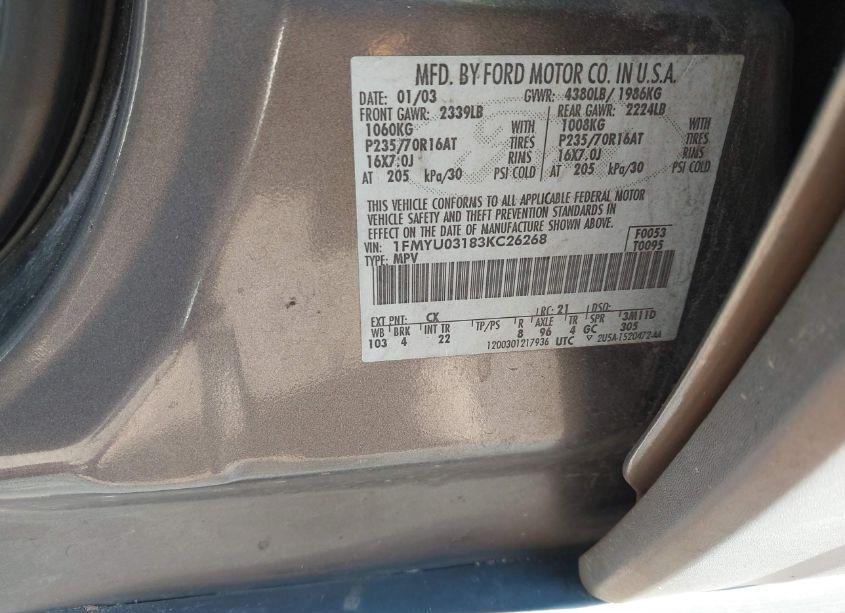 MFD. BY FORD MOTOR CO. IN U.S.A.
DATE: 01/03 GVWR: 4380LB/ 1986KG
FRONT GAWR: 2339LB REAR GAWR: 2224LB
1060KG WITH 1008KG WITH
P235/70R16AT TIRES P235/70R16AT TIRES
16X7.0J RIMS 16X7.0J RIMS
AT 205 kPa/30 PSI COLD AT 205 kPa/30 PSI COLD
THIS VEHICLE CONFORMS TO ALL APPLICABLE FEDERAL MOTOR
VEHICLE SAFETY AND THEFT PREVENTION STANDARDS IN
EFFECT ON THE DATE OF MANUFACTURE SHOWN ABOVE.
VIN: 1FMYU03183KC26268 F0053
TYPE: MPV T0095
EXT PNT: CX RC: 21 DSO:
WB BRK INT TR TP/PS R AXLE TR SPR 3M11D
103 4 22 8 96 4 GC 305
1200301217936 UTC ▽ 2U5A-1520472-AA